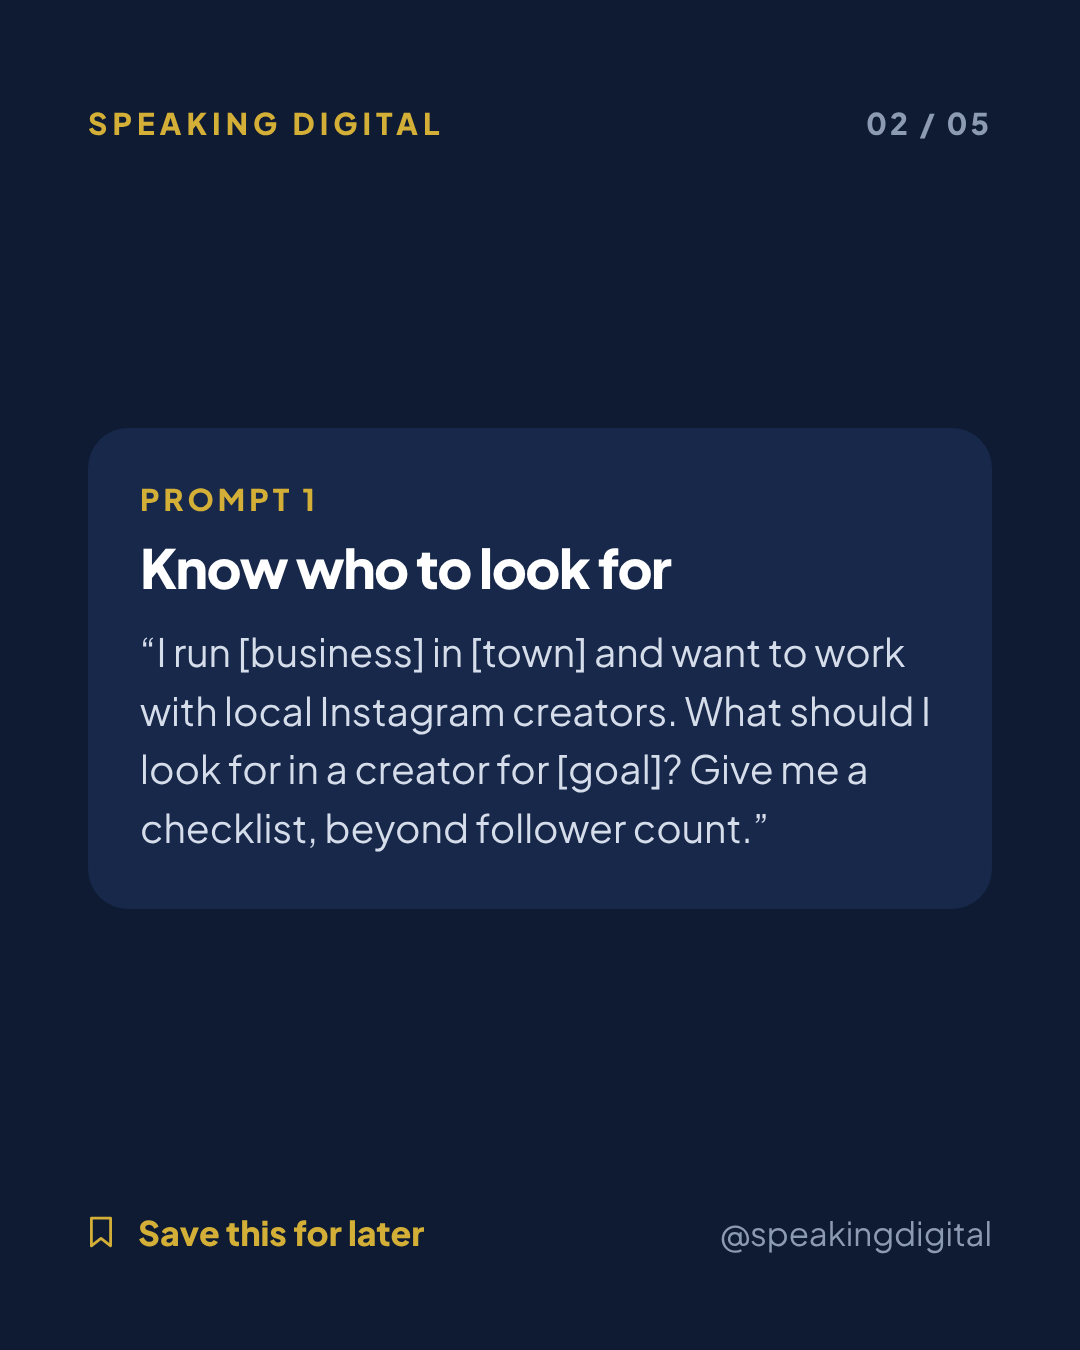 SPEAKING DIGITAL
02 / 05
PROMPT 1
Know who to look for
“I run [business] in [town] and want to work
with local Instagram creators. What should I
look for in a creator for [goal]? Give me a
checklist, beyond follower count.”
Save this for later
@speakingdigital